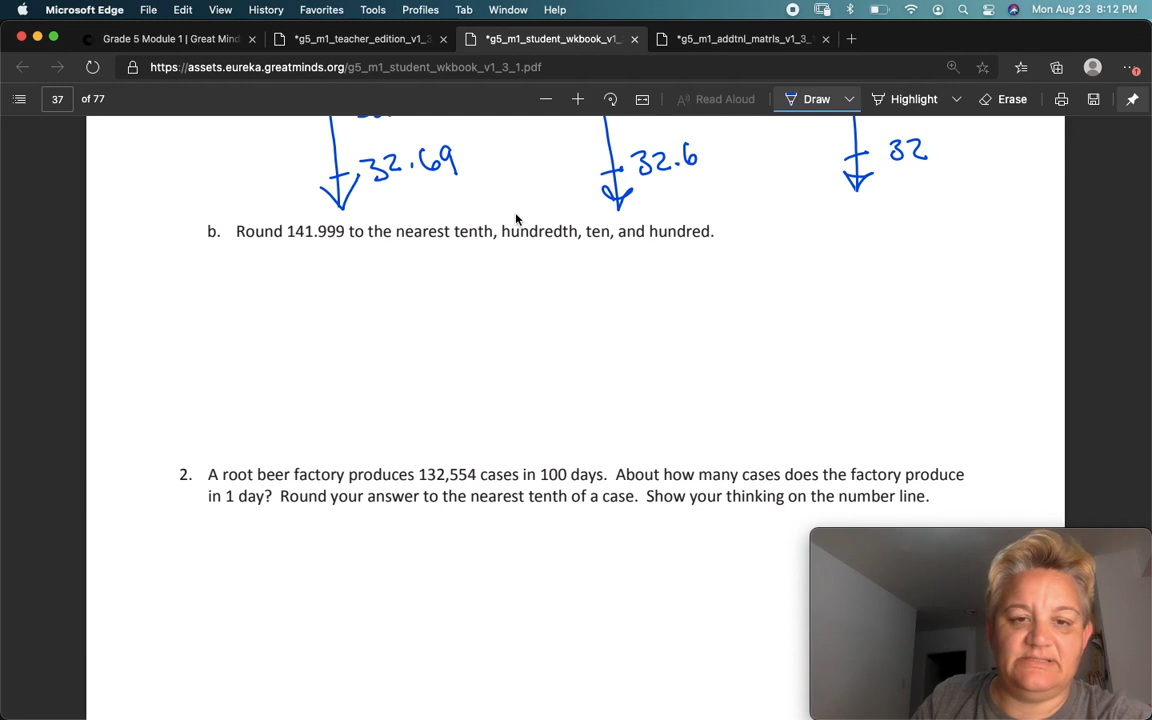 Microsoft Edge File Edit View History Favorites Tools Profiles Tab Window Help Mon Aug 23 8:12 PM
Grade 5 Module 1 | Great Mind *g5_m1_teacher_edition_v1_3 *g5_m1_student_wkbook_v1_ *g5_m1_addtnl_matrls_v1_3_
https://assets.eureka.greatminds.org/g5_m1_student_wkbook_v1_3_1.pdf
37 of 77 Read Aloud Draw Highlight Erase
32.69 32.6 32
b. Round 141.999 to the nearest tenth, hundredth, ten, and hundred.
2. A root beer factory produces 132,554 cases in 100 days. About how many cases does the factory produce
in 1 day? Round your answer to the nearest tenth of a case. Show your thinking on the number line.